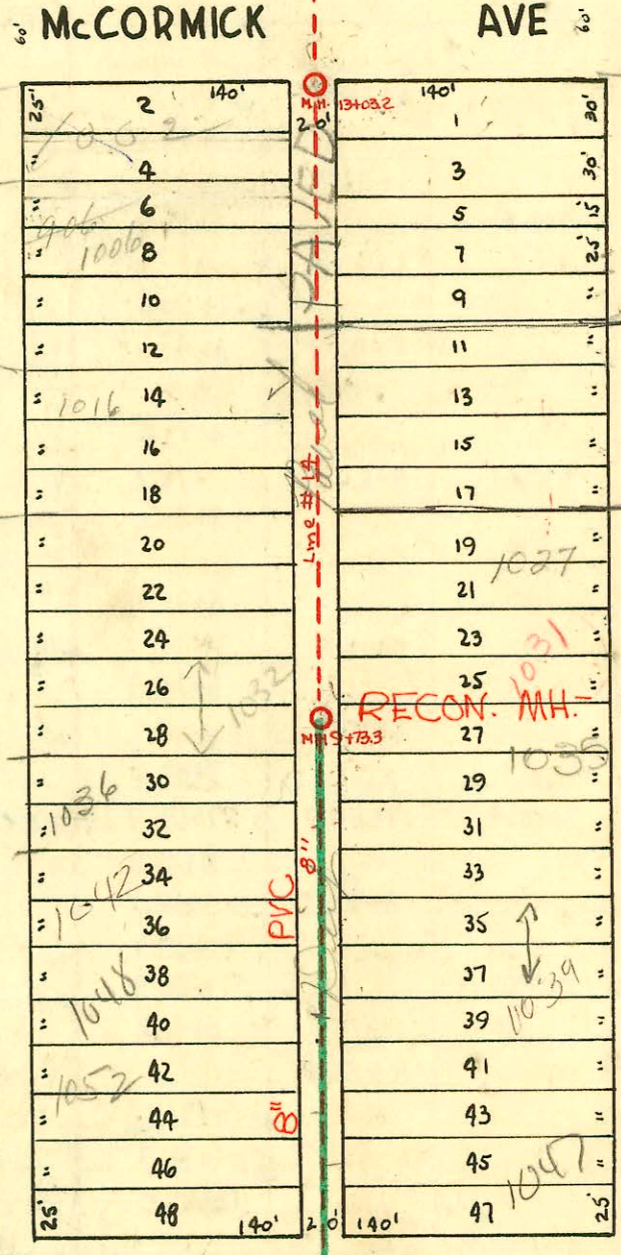 60' McCORMICK AVE 60'
140' 140'
25' 2 M.H. 13+03.2 1 30'
20'
1002
" 4 PAVED 3 30'
" 6 5 15'
906
1006
8 7 25'
10 9 "
" 12 11 "
" 14 13
1016
" 16 15 "
" 18 17 "
Line # 14
" 20 19 "
1027
" 22 21 "
" 24 23 "
1031
26 25
1032
RECON. MH.-
28 M.H. 9+73.3 27
1035
30 29 "
1036
" 32 31 "
8"
" 34 33 "
1042
PVC
" 36 35 "
" 38 37 "
1039
1048
" 40 39 "
" 42 41 "
1052
" 44 8" 43 "
" 46 45 "
1047
25' 48 47 25'
140' 20' 140'